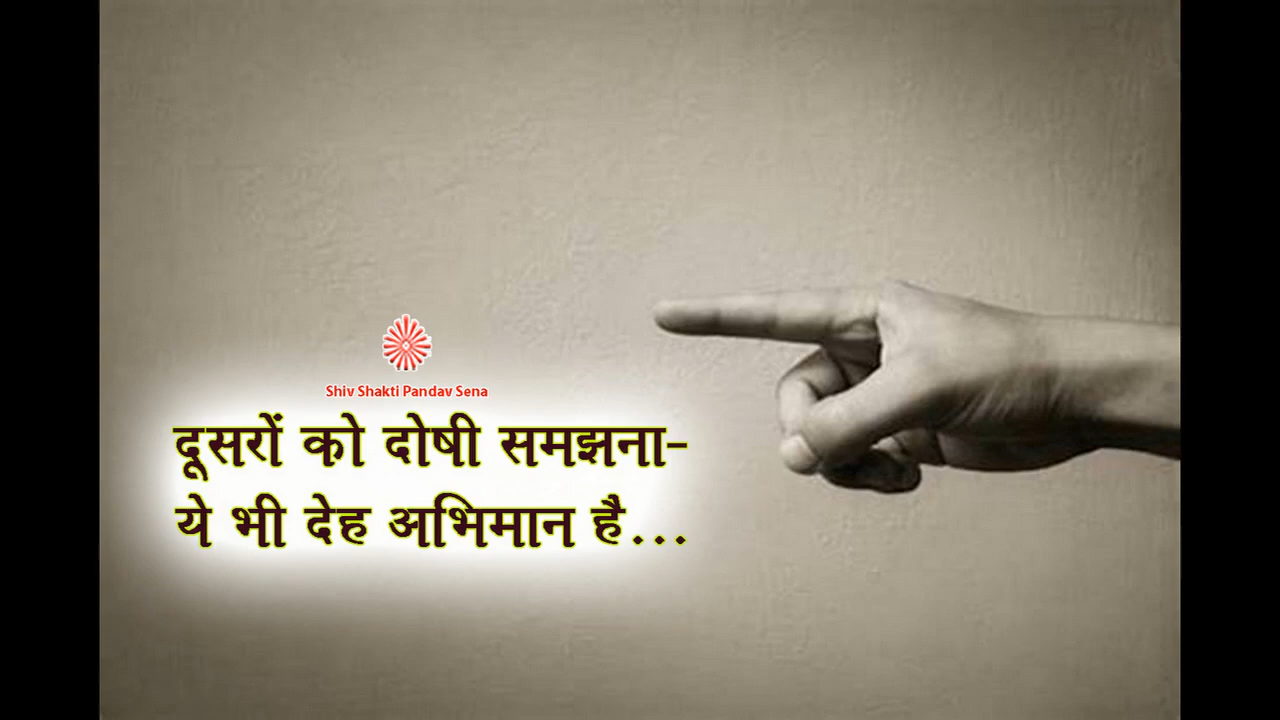 Shiv Shakti Pandav Sena
दूसरों को दोषी समझना-
ये भी देह अभिमान है...